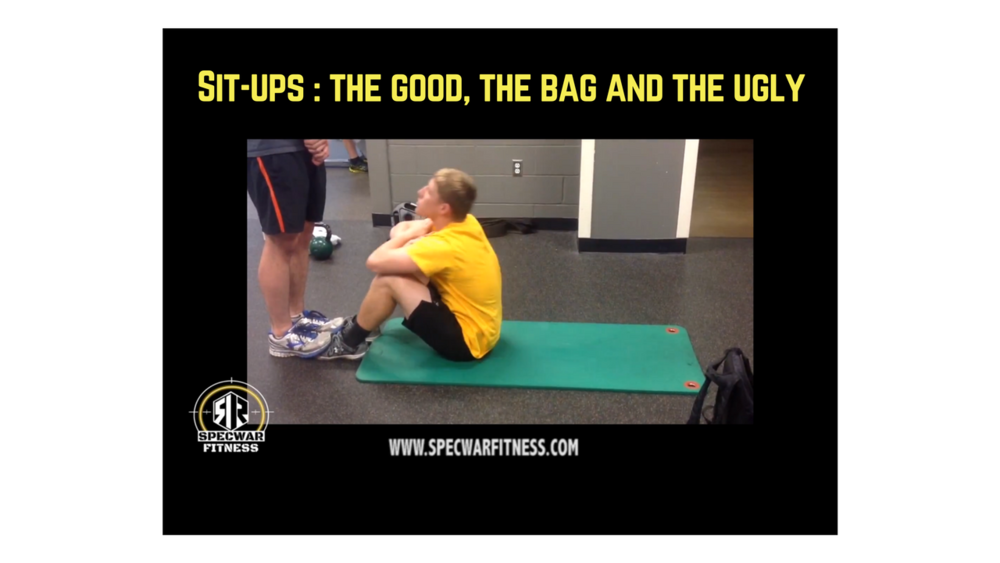 SIT-UPS : THE GOOD, THE BAG AND THE UGLY
SPECWAR
FITNESS
WWW.SPECWARFITNESS.COM